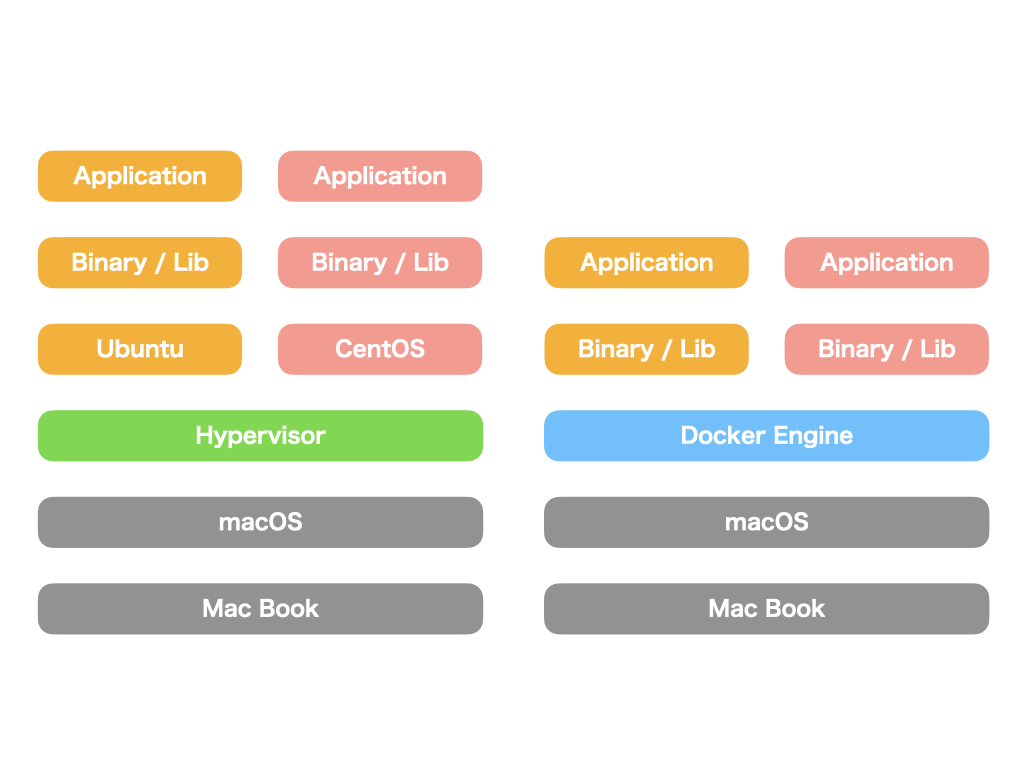 Application
Application
Binary / Lib
Binary / Lib
Application
Application
Ubuntu
CentOS
Binary / Lib
Binary / Lib
Hypervisor
Docker Engine
macOS
macOS
Mac Book
Mac Book